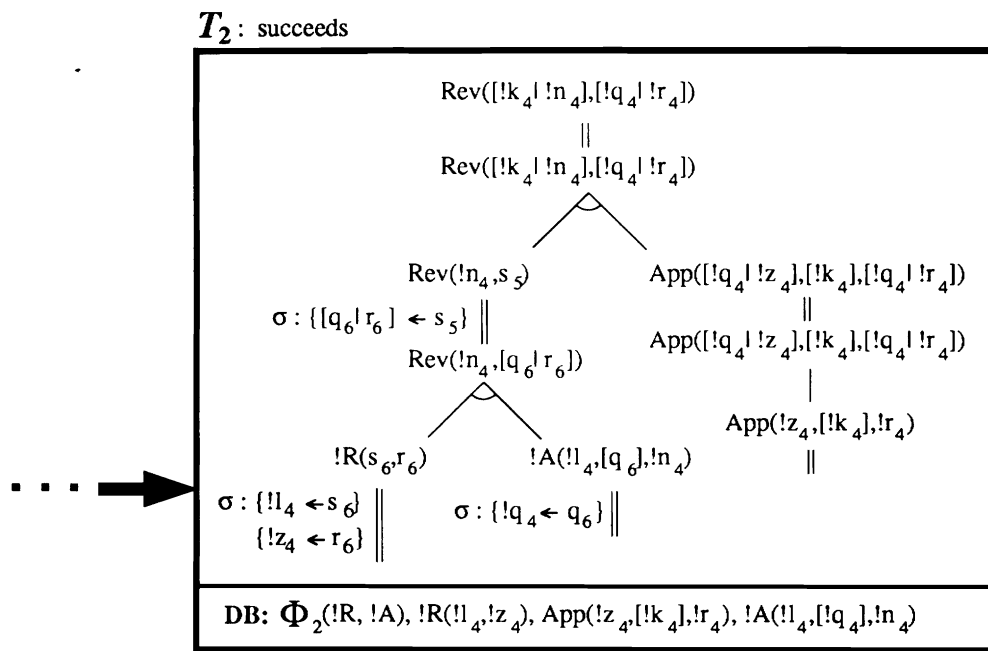 T₂: succeeds
Rev([!k₄| !n₄],[!q₄| !r₄])
Rev([!k₄| !n₄],[!q₄| !r₄])
Rev(!n₄,s₅) App([!q₄| !z₄],[!k₄],[!q₄| !r₄])
σ : {[q₆| r₆ ] ← s₅}
App([!q₄| !z₄],[!k₄],[!q₄| !r₄])
Rev(!n₄,[q₆| r₆])
App(!z₄,[!k₄],!r₄)
!R(s₆,r₆) !A(!l₄,[q₆],!n₄)
σ : {!l₄ ← s₆} σ : {!q₄ ← q₆}
{!z₄ ← r₆}
DB: Φ₂(!R, !A), !R(!l₄,!z₄), App(!z₄,[!k₄],!r₄), !A(!l₄,[!q₄],!n₄)